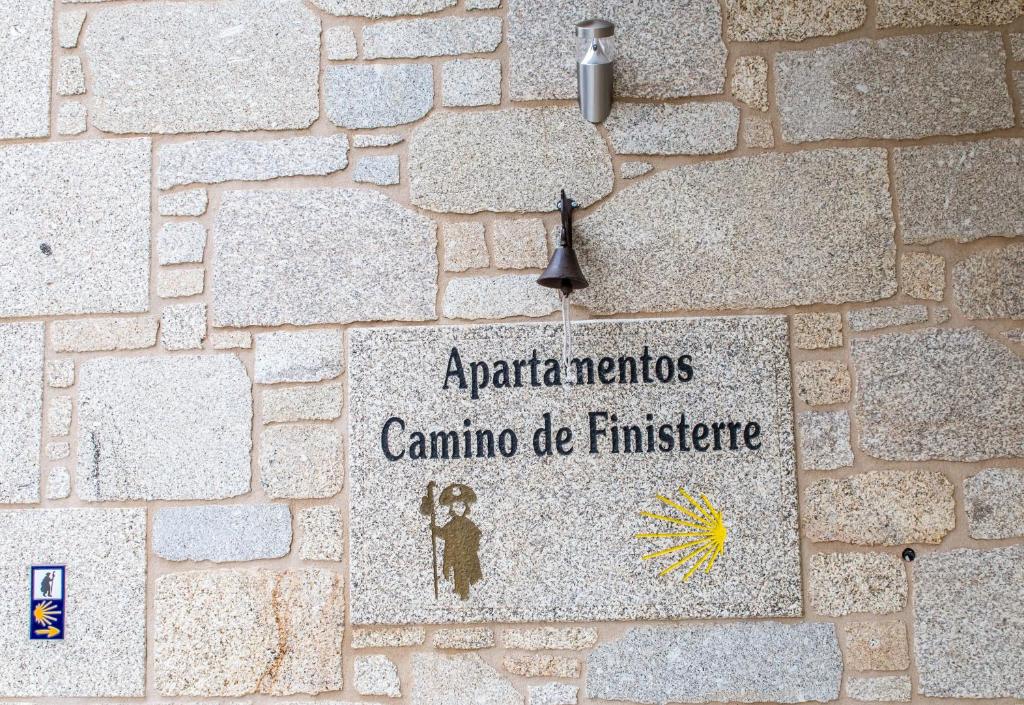 Apartamentos
Camino de Finisterre